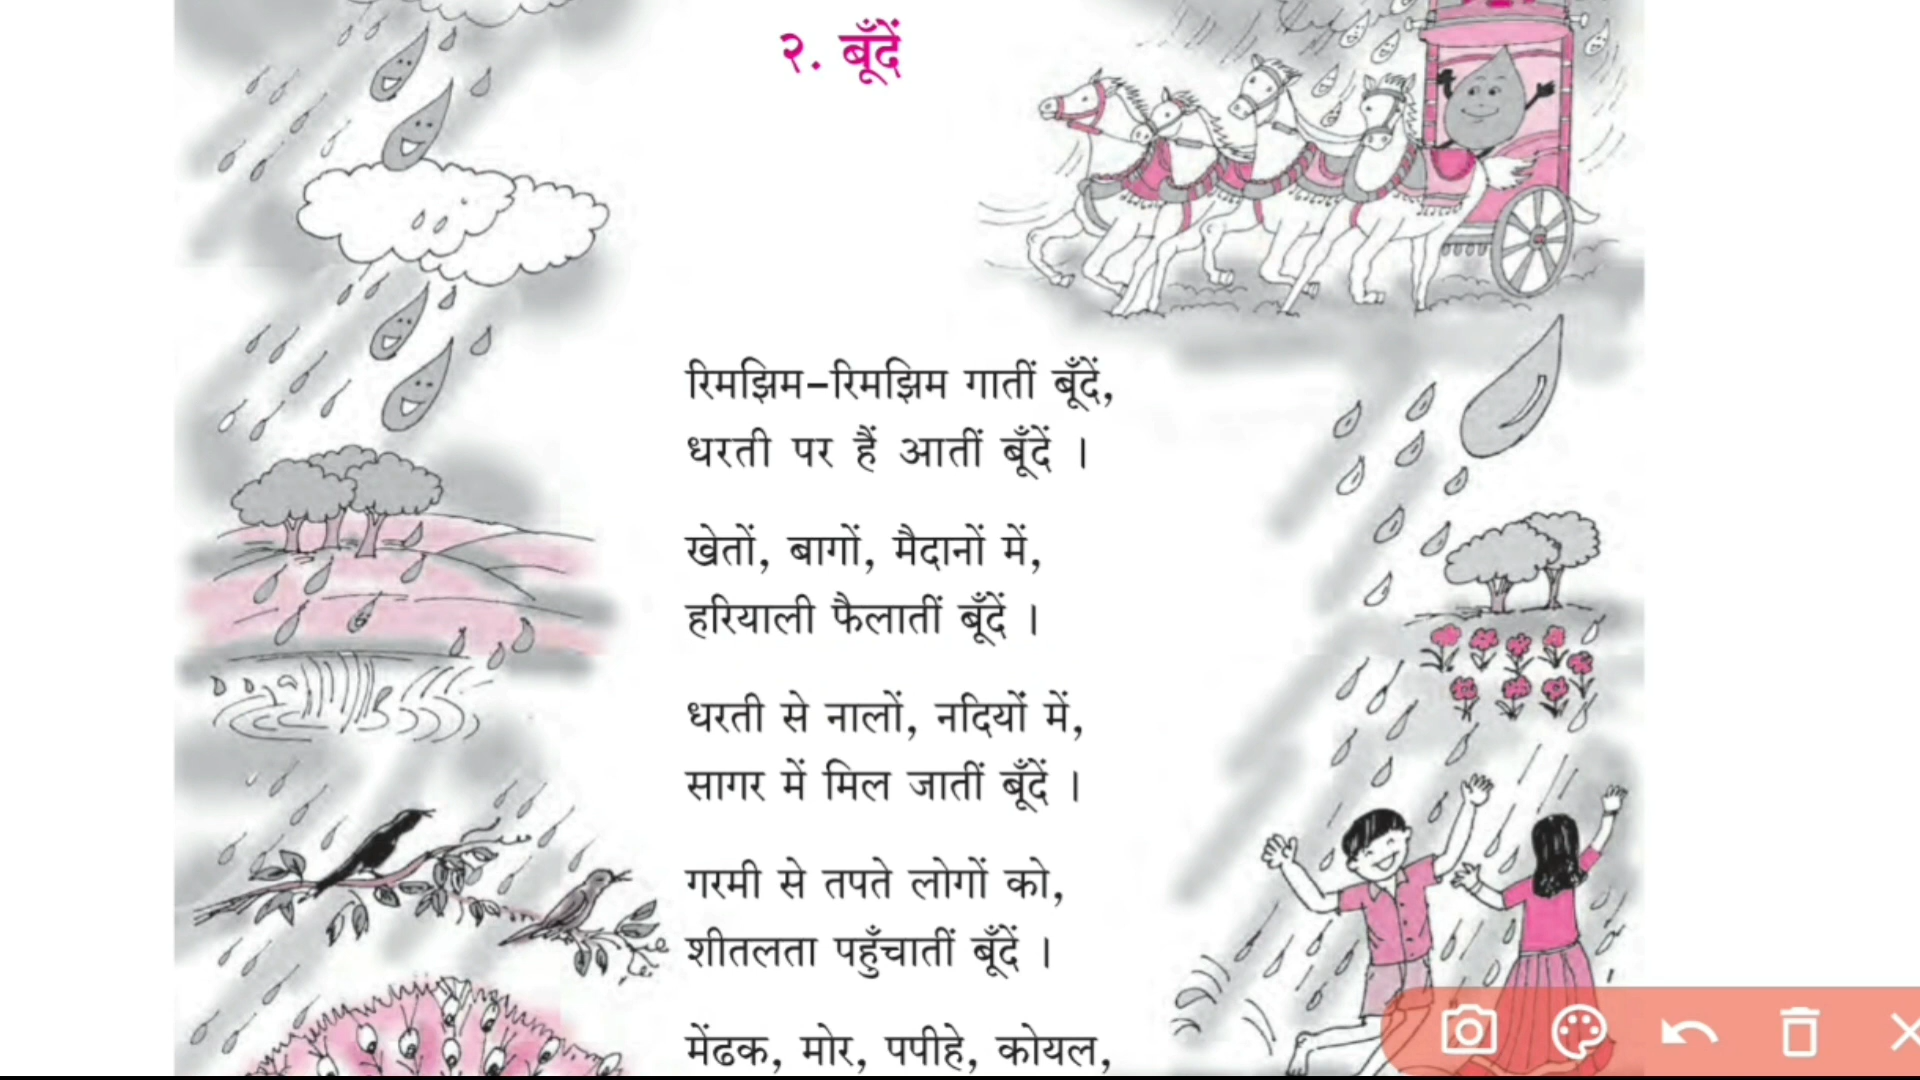 २. बूँदें
रिमझिम-रिमझिम गातीं बूँदें,
धरती पर हैं आतीं बूँदें ।
खेतों, बागों, मैदानों में,
हरियाली फैलातीं बूँदें ।
धरती से नालों, नदियों में,
सागर में मिल जातीं बूँदें ।
गरमी से तपते लोगों को,
शीतलता पहुँचातीं बूँदें ।
मेंढक, मोर, पपीहे, कोयल,